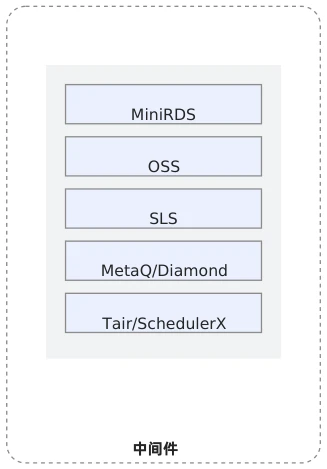 MiniRDS
OSS
SLS
MetaQ/Diamond
Tair/SchedulerX
中间件